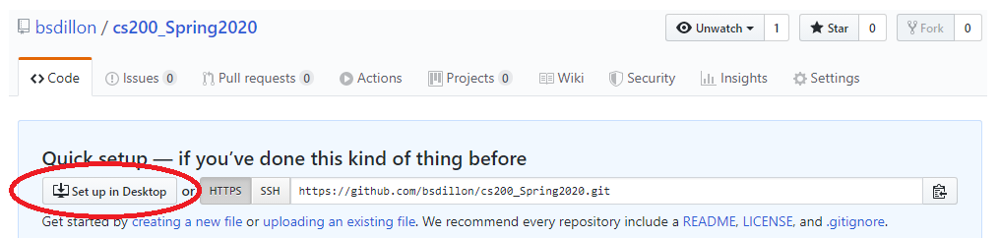 bsdillon / cs200_Spring2020 Unwatch 1 Star 0 Fork 0
Code Issues 0 Pull requests 0 Actions Projects 0 Wiki Security Insights Settings
Quick setup — if you’ve done this kind of thing before
Set up in Desktop or HTTPS SSH https://github.com/bsdillon/cs200_Spring2020.git
Get started by creating a new file or uploading an existing file. We recommend every repository include a README, LICENSE, and .gitignore.